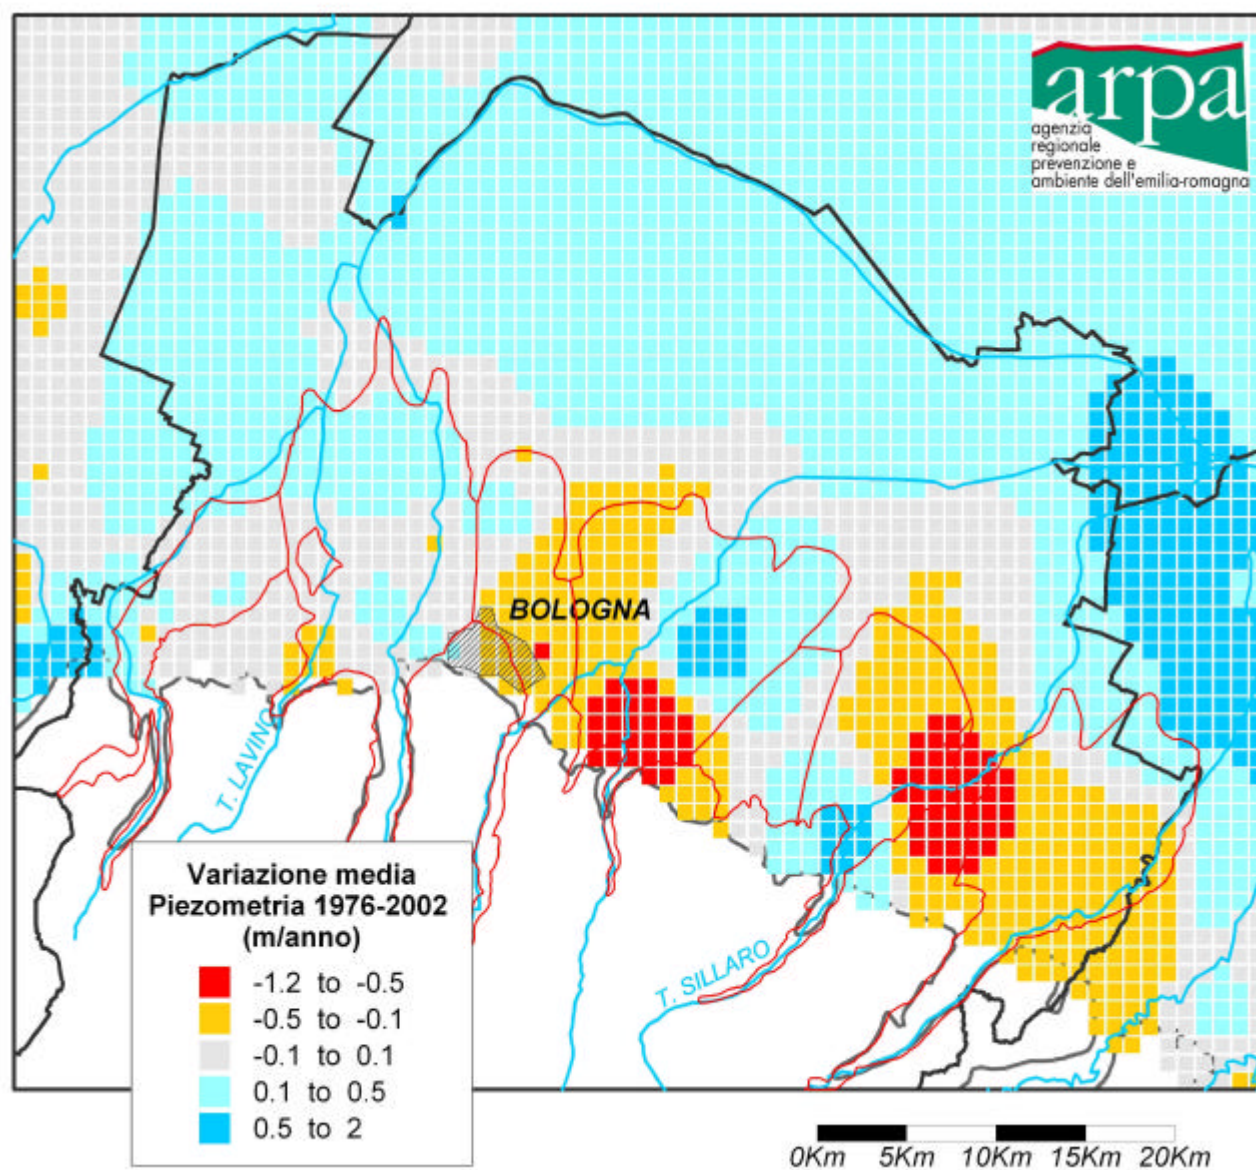 arpa
agenzia
regionale
prevenzione e
ambiente dell'emilia-romagna
BOLOGNA
T. LAVINO
T. SILLARO
Variazione media
Piezometria 1976-2002
(m/anno)
-1.2 to -0.5
-0.5 to -0.1
-0.1 to 0.1
0.1 to 0.5
0.5 to 2
0Km 5Km 10Km 15Km 20Km